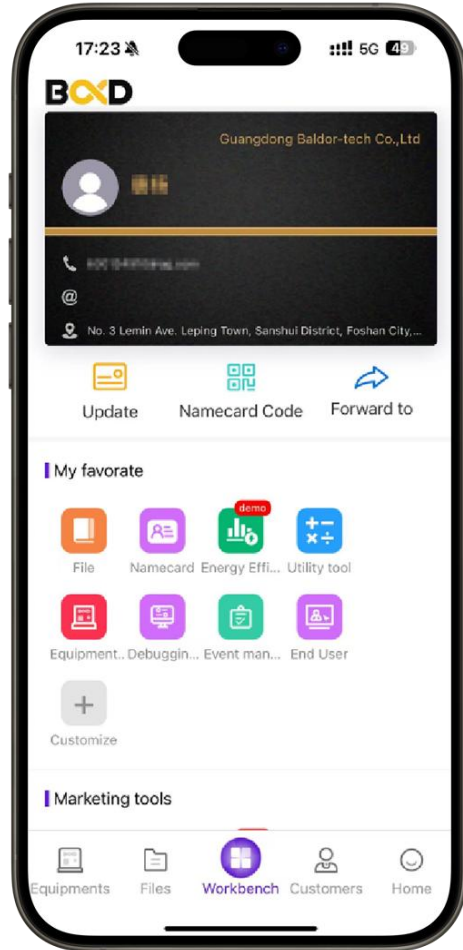 17:23
5G 49
BOD
Guangdong Baldor-tech Co.,Ltd
@
No. 3 Lemin Ave. Leping Town, Sanshui District, Foshan City,...
Update Namecard Code Forward to
My favorate
demo
File Namecard Energy Effi... Utility tool
Equipment.. Debuggin... Event man... End User
Customize
Marketing tools
Equipments Files Workbench Customers Home